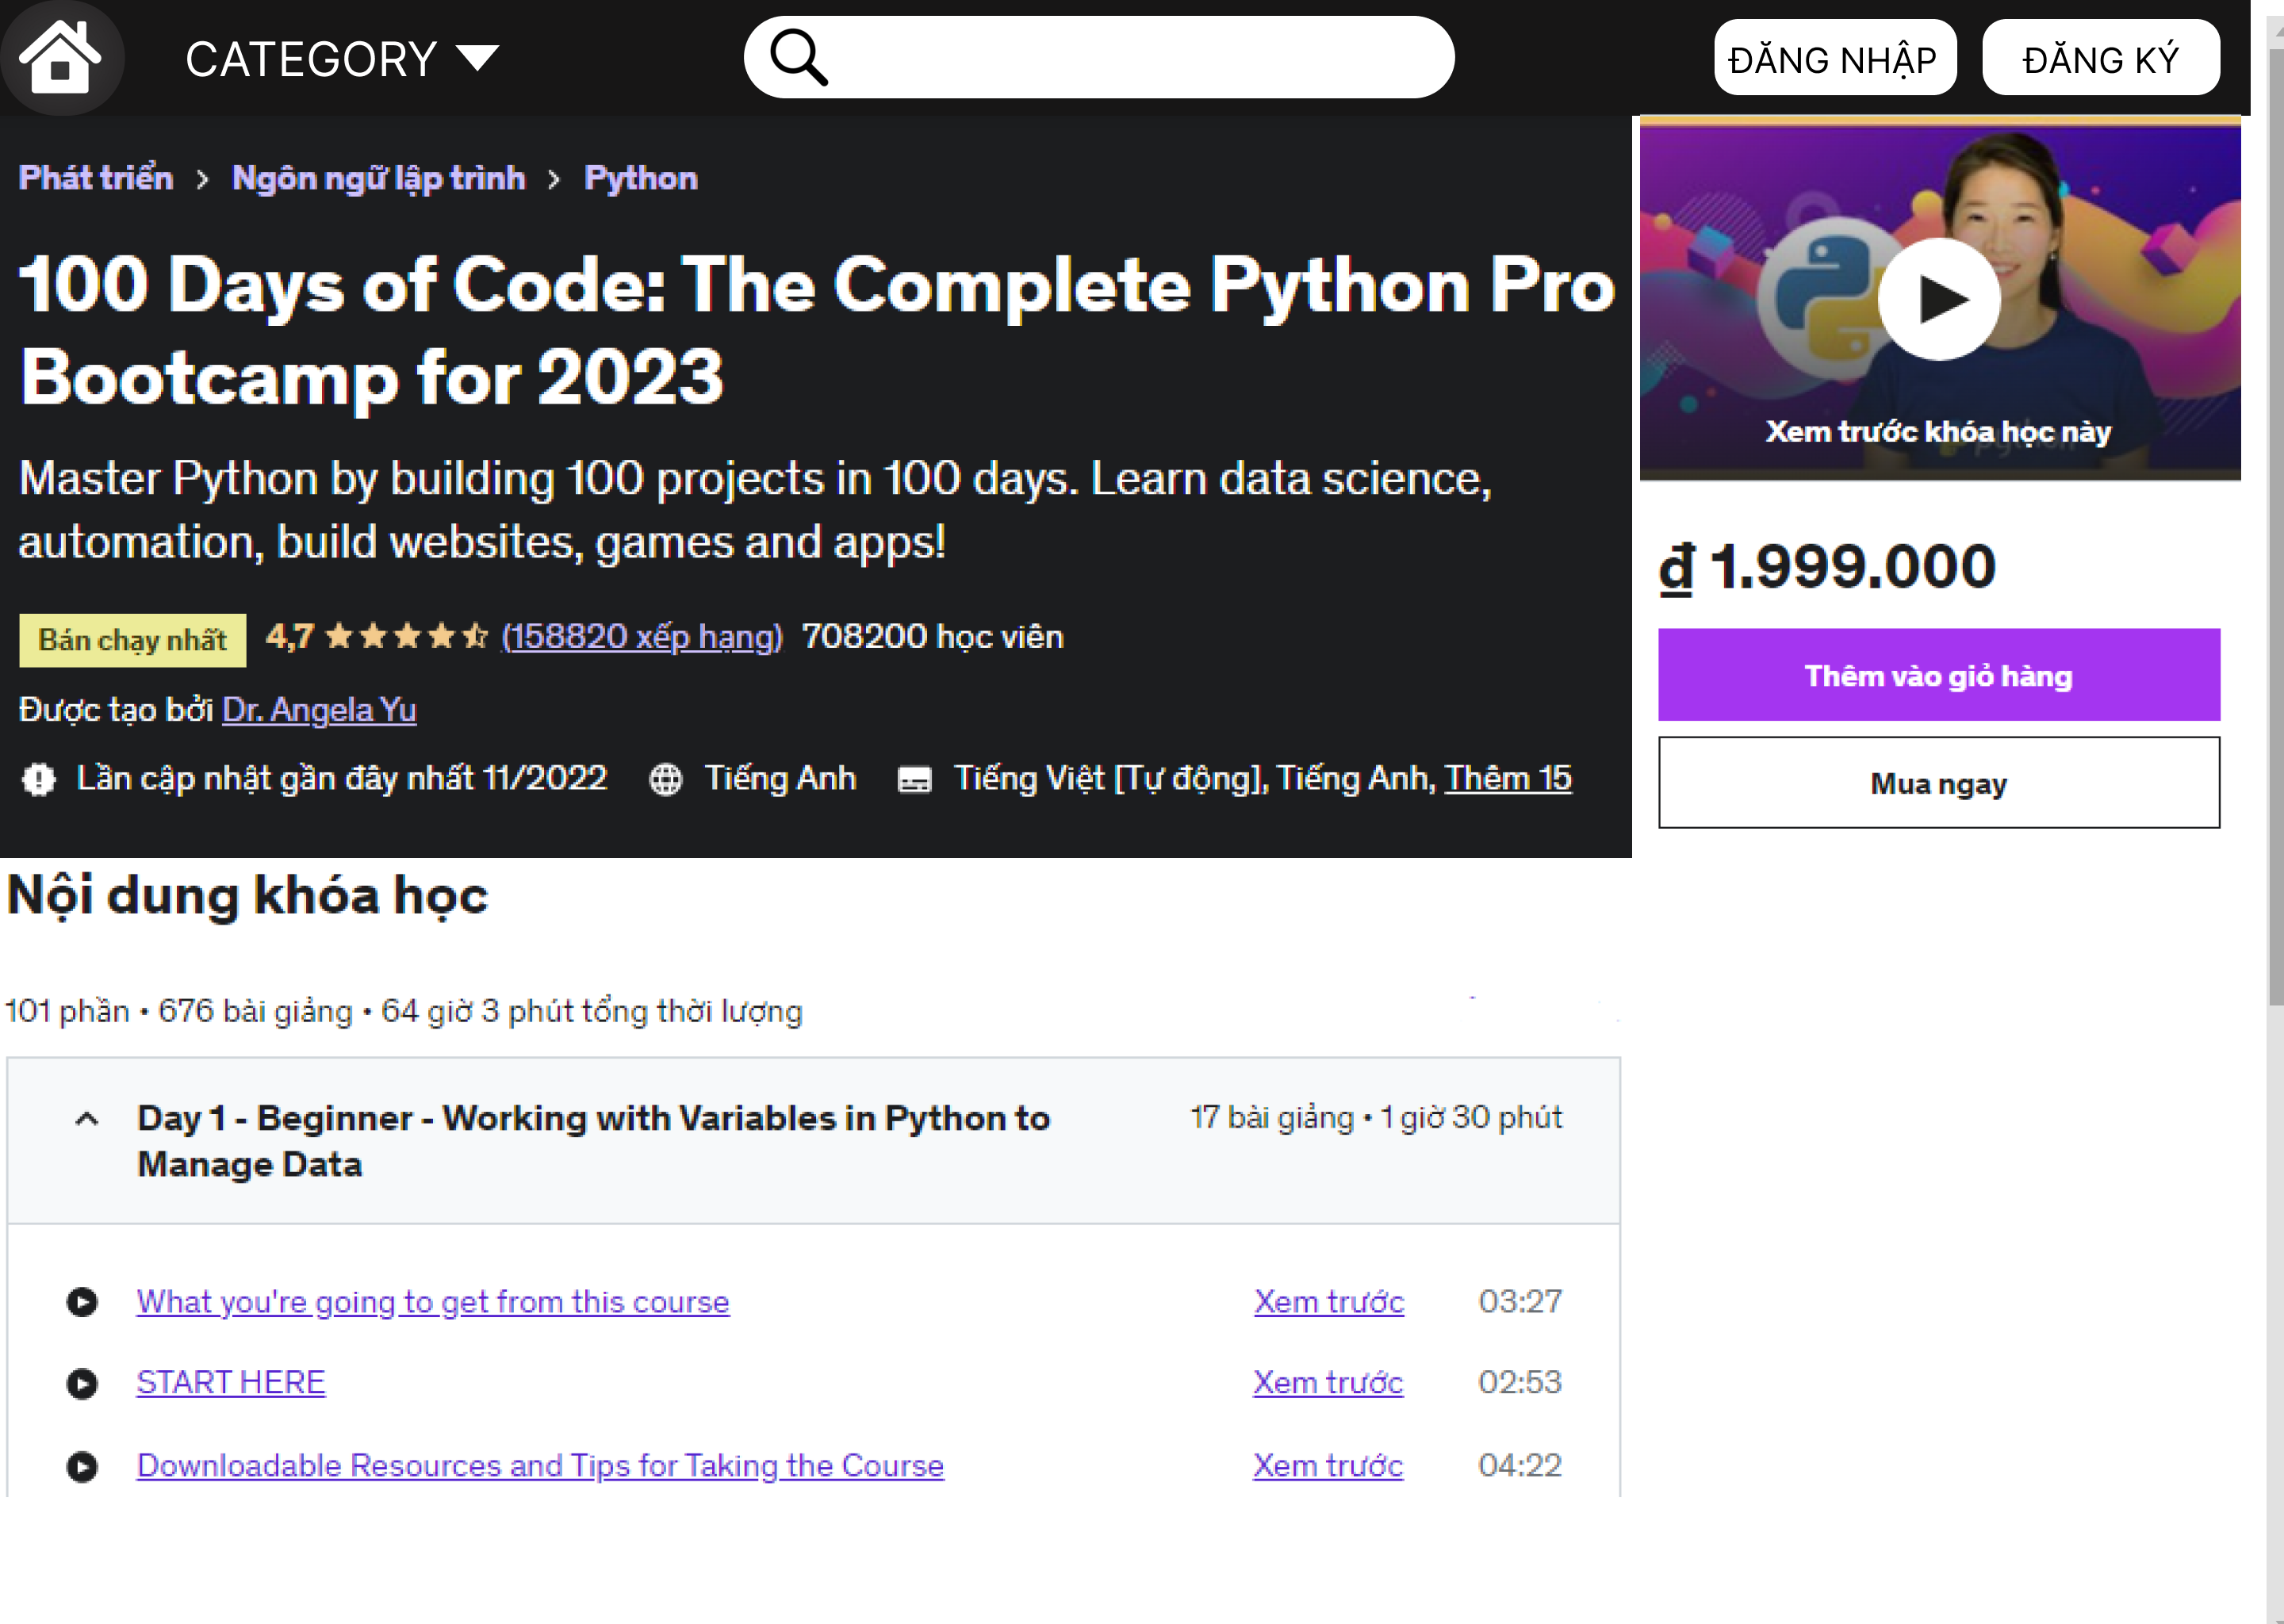 CATEGORY
ĐĂNG NHẬP
ĐĂNG KÝ
Phát triển > Ngôn ngữ lập trình > Python
100 Days of Code: The Complete Python Pro
Bootcamp for 2023
Master Python by building 100 projects in 100 days. Learn data science,
automation, build websites, games and apps!
Bán chạy nhất 4,7 (158820 xếp hạng) 708200 học viên
Được tạo bởi Dr. Angela Yu
Lần cập nhật gần đây nhất 11/2022 Tiếng Anh Tiếng Việt [Tự động], Tiếng Anh, Thêm 15
python
Xem trước khóa học này
₫ 1.999.000
Thêm vào giỏ hàng
Mua ngay
Nội dung khóa học
101 phần • 676 bài giảng • 64 giờ 3 phút tổng thời lượng
Day 1 - Beginner - Working with Variables in Python to
Manage Data
17 bài giảng • 1 giờ 30 phút
What you're going to get from this course Xem trước 03:27
START HERE Xem trước 02:53
Downloadable Resources and Tips for Taking the Course Xem trước 04:22